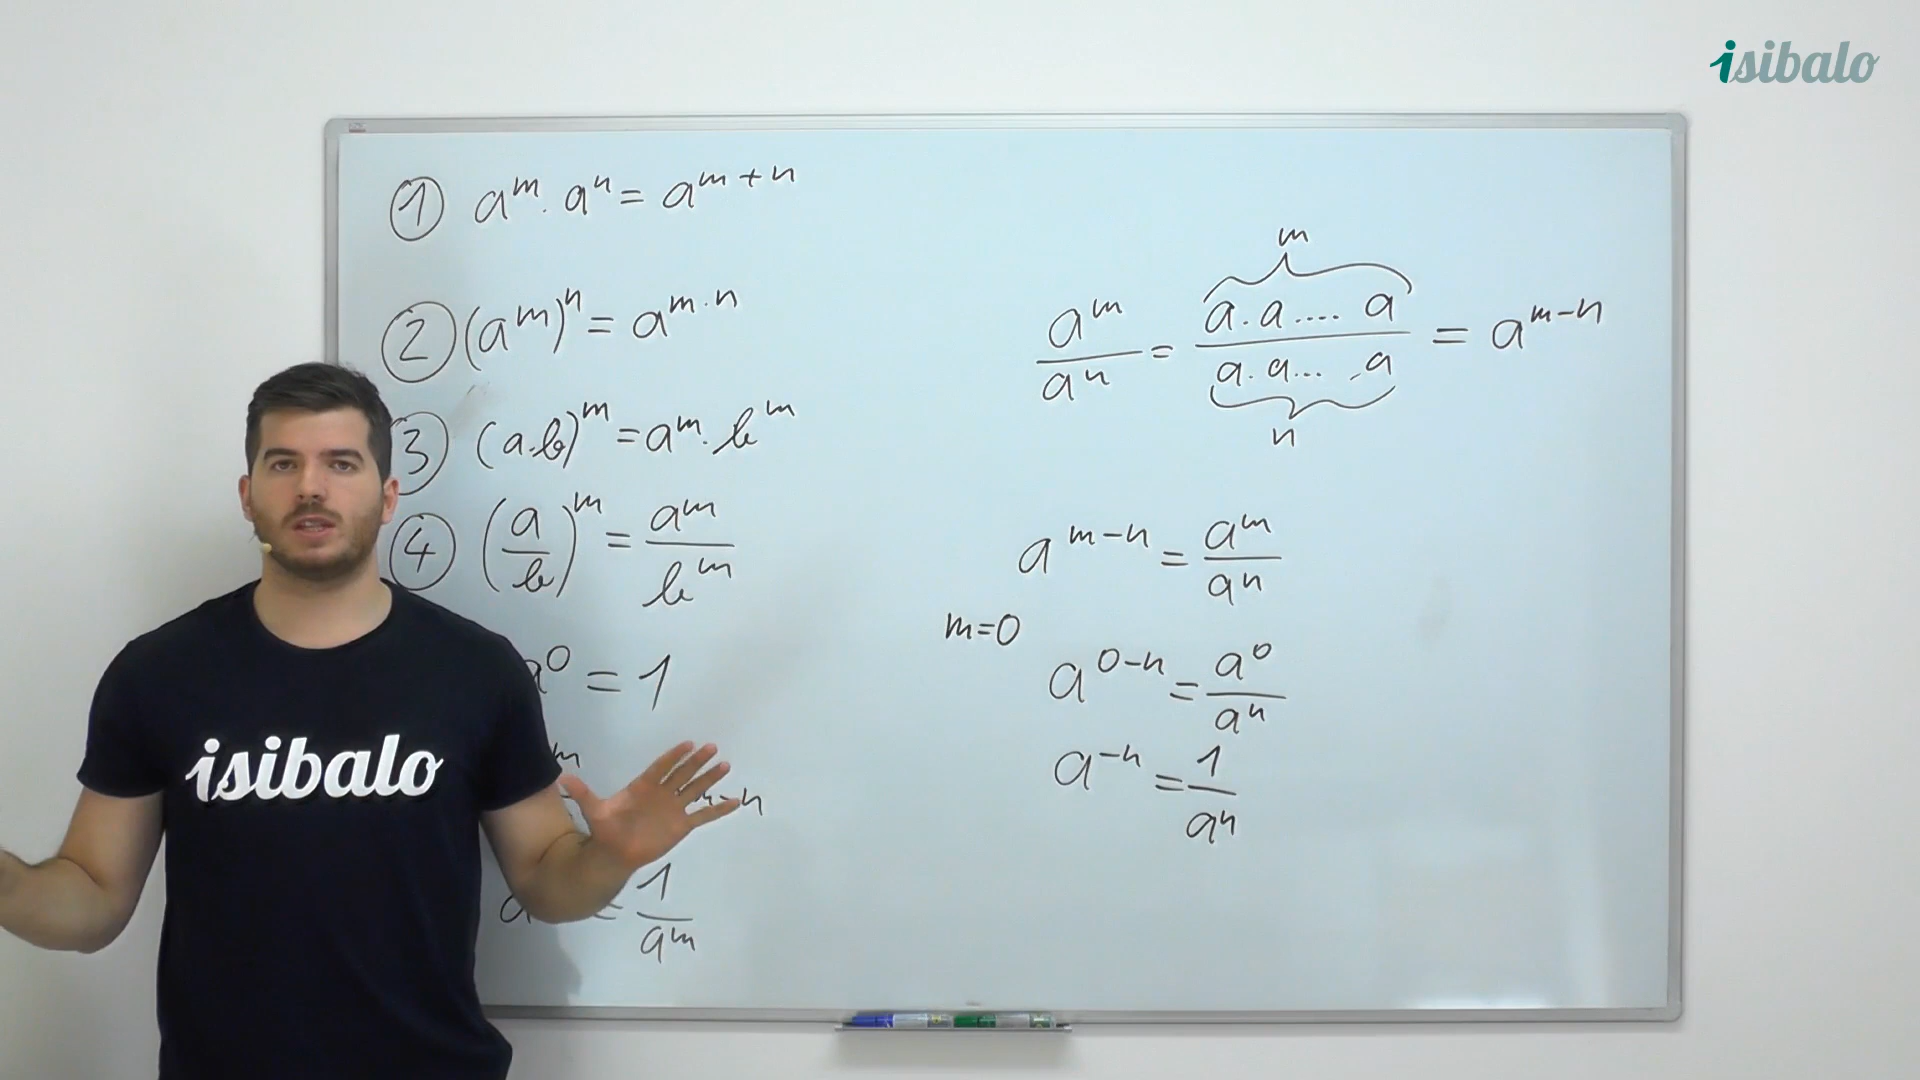 isibalo
① aᵐ · aⁿ = aᵐ⁺ⁿ
② (aᵐ)ⁿ = aᵐ˙ⁿ
③ (a·b)ᵐ = aᵐ · bᵐ
④ (a/b)ᵐ = aᵐ/bᵐ
a⁰ = 1
m
m-n
= 1/aᵐ
m
aᵐ/aⁿ = a·a....a/a·a...·a = aᵐ⁻ⁿ
n
aᵐ⁻ⁿ = aᵐ/aⁿ
m=0
a⁰⁻ⁿ = a⁰/aⁿ
a⁻ⁿ = 1/aⁿ
isibalo